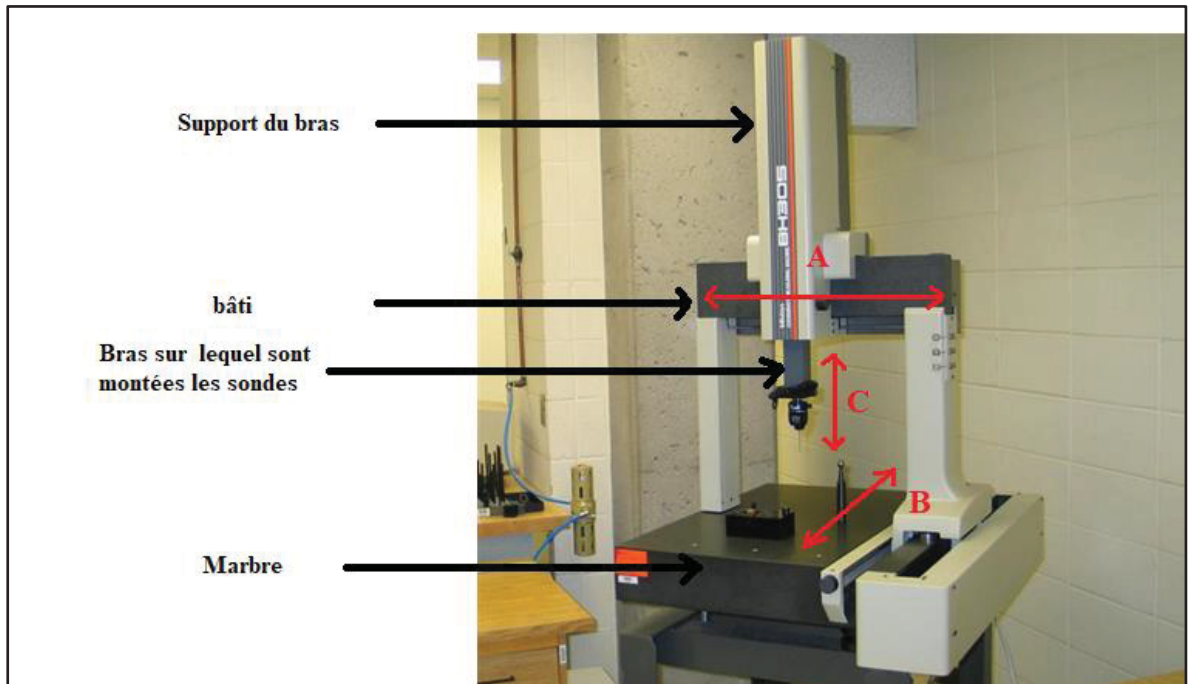 Support du bras
BH305
A
bâti
Bras sur lequel sont
montées les sondes
C
B
Marbre